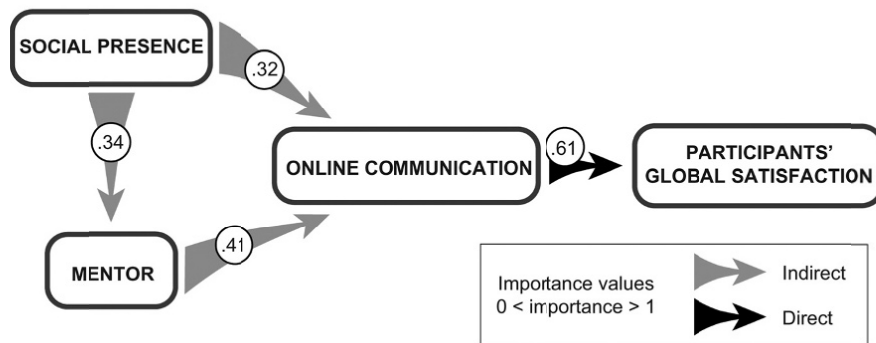 SOCIAL PRESENCE
.32
.34
ONLINE COMMUNICATION
.61
PARTICIPANTS'
GLOBAL SATISFACTION
MENTOR
.41
Importance values
0 < importance > 1
Indirect
Direct